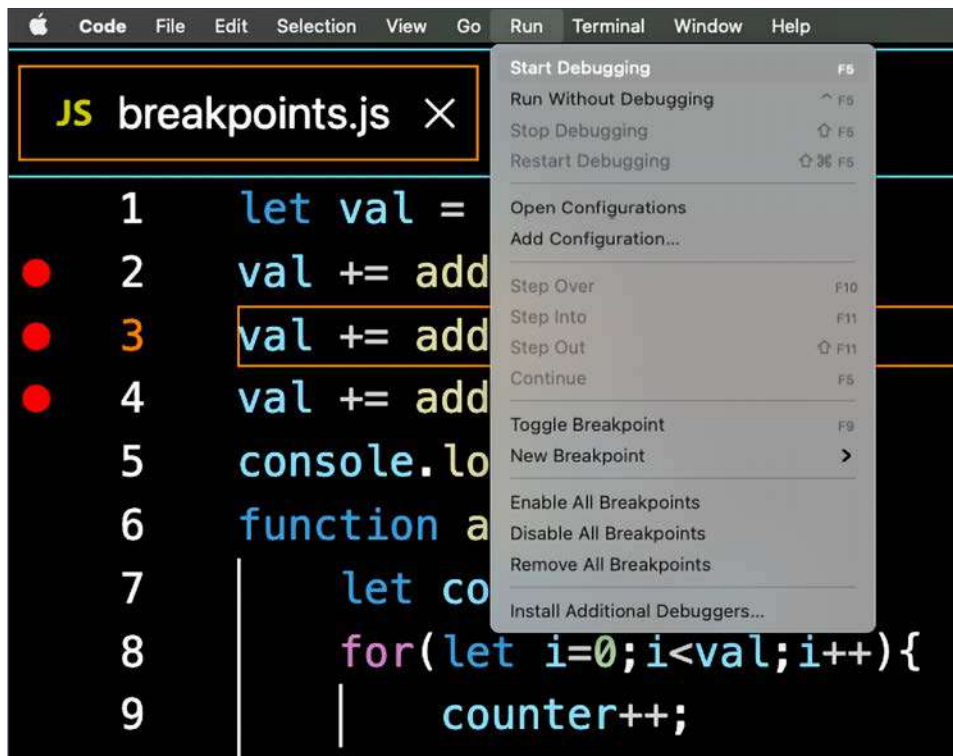 Code File Edit Selection View Go Run Terminal Window Help
JS breakpoints.js ×
Start Debugging F5
Run Without Debugging ^ F5
Stop Debugging ⇧ F5
Restart Debugging ⇧ ⌘ F5
Open Configurations
Add Configuration...
Step Over F10
Step Into F11
Step Out ⇧ F11
Continue F5
Toggle Breakpoint F9
New Breakpoint >
Enable All Breakpoints
Disable All Breakpoints
Remove All Breakpoints
Install Additional Debuggers...
1 let val =
2 val += add
3 val += add
4 val += add
5 console.lo
6 function a
7 let co
8 for(let i=0;i<val;i++){
9 counter++;